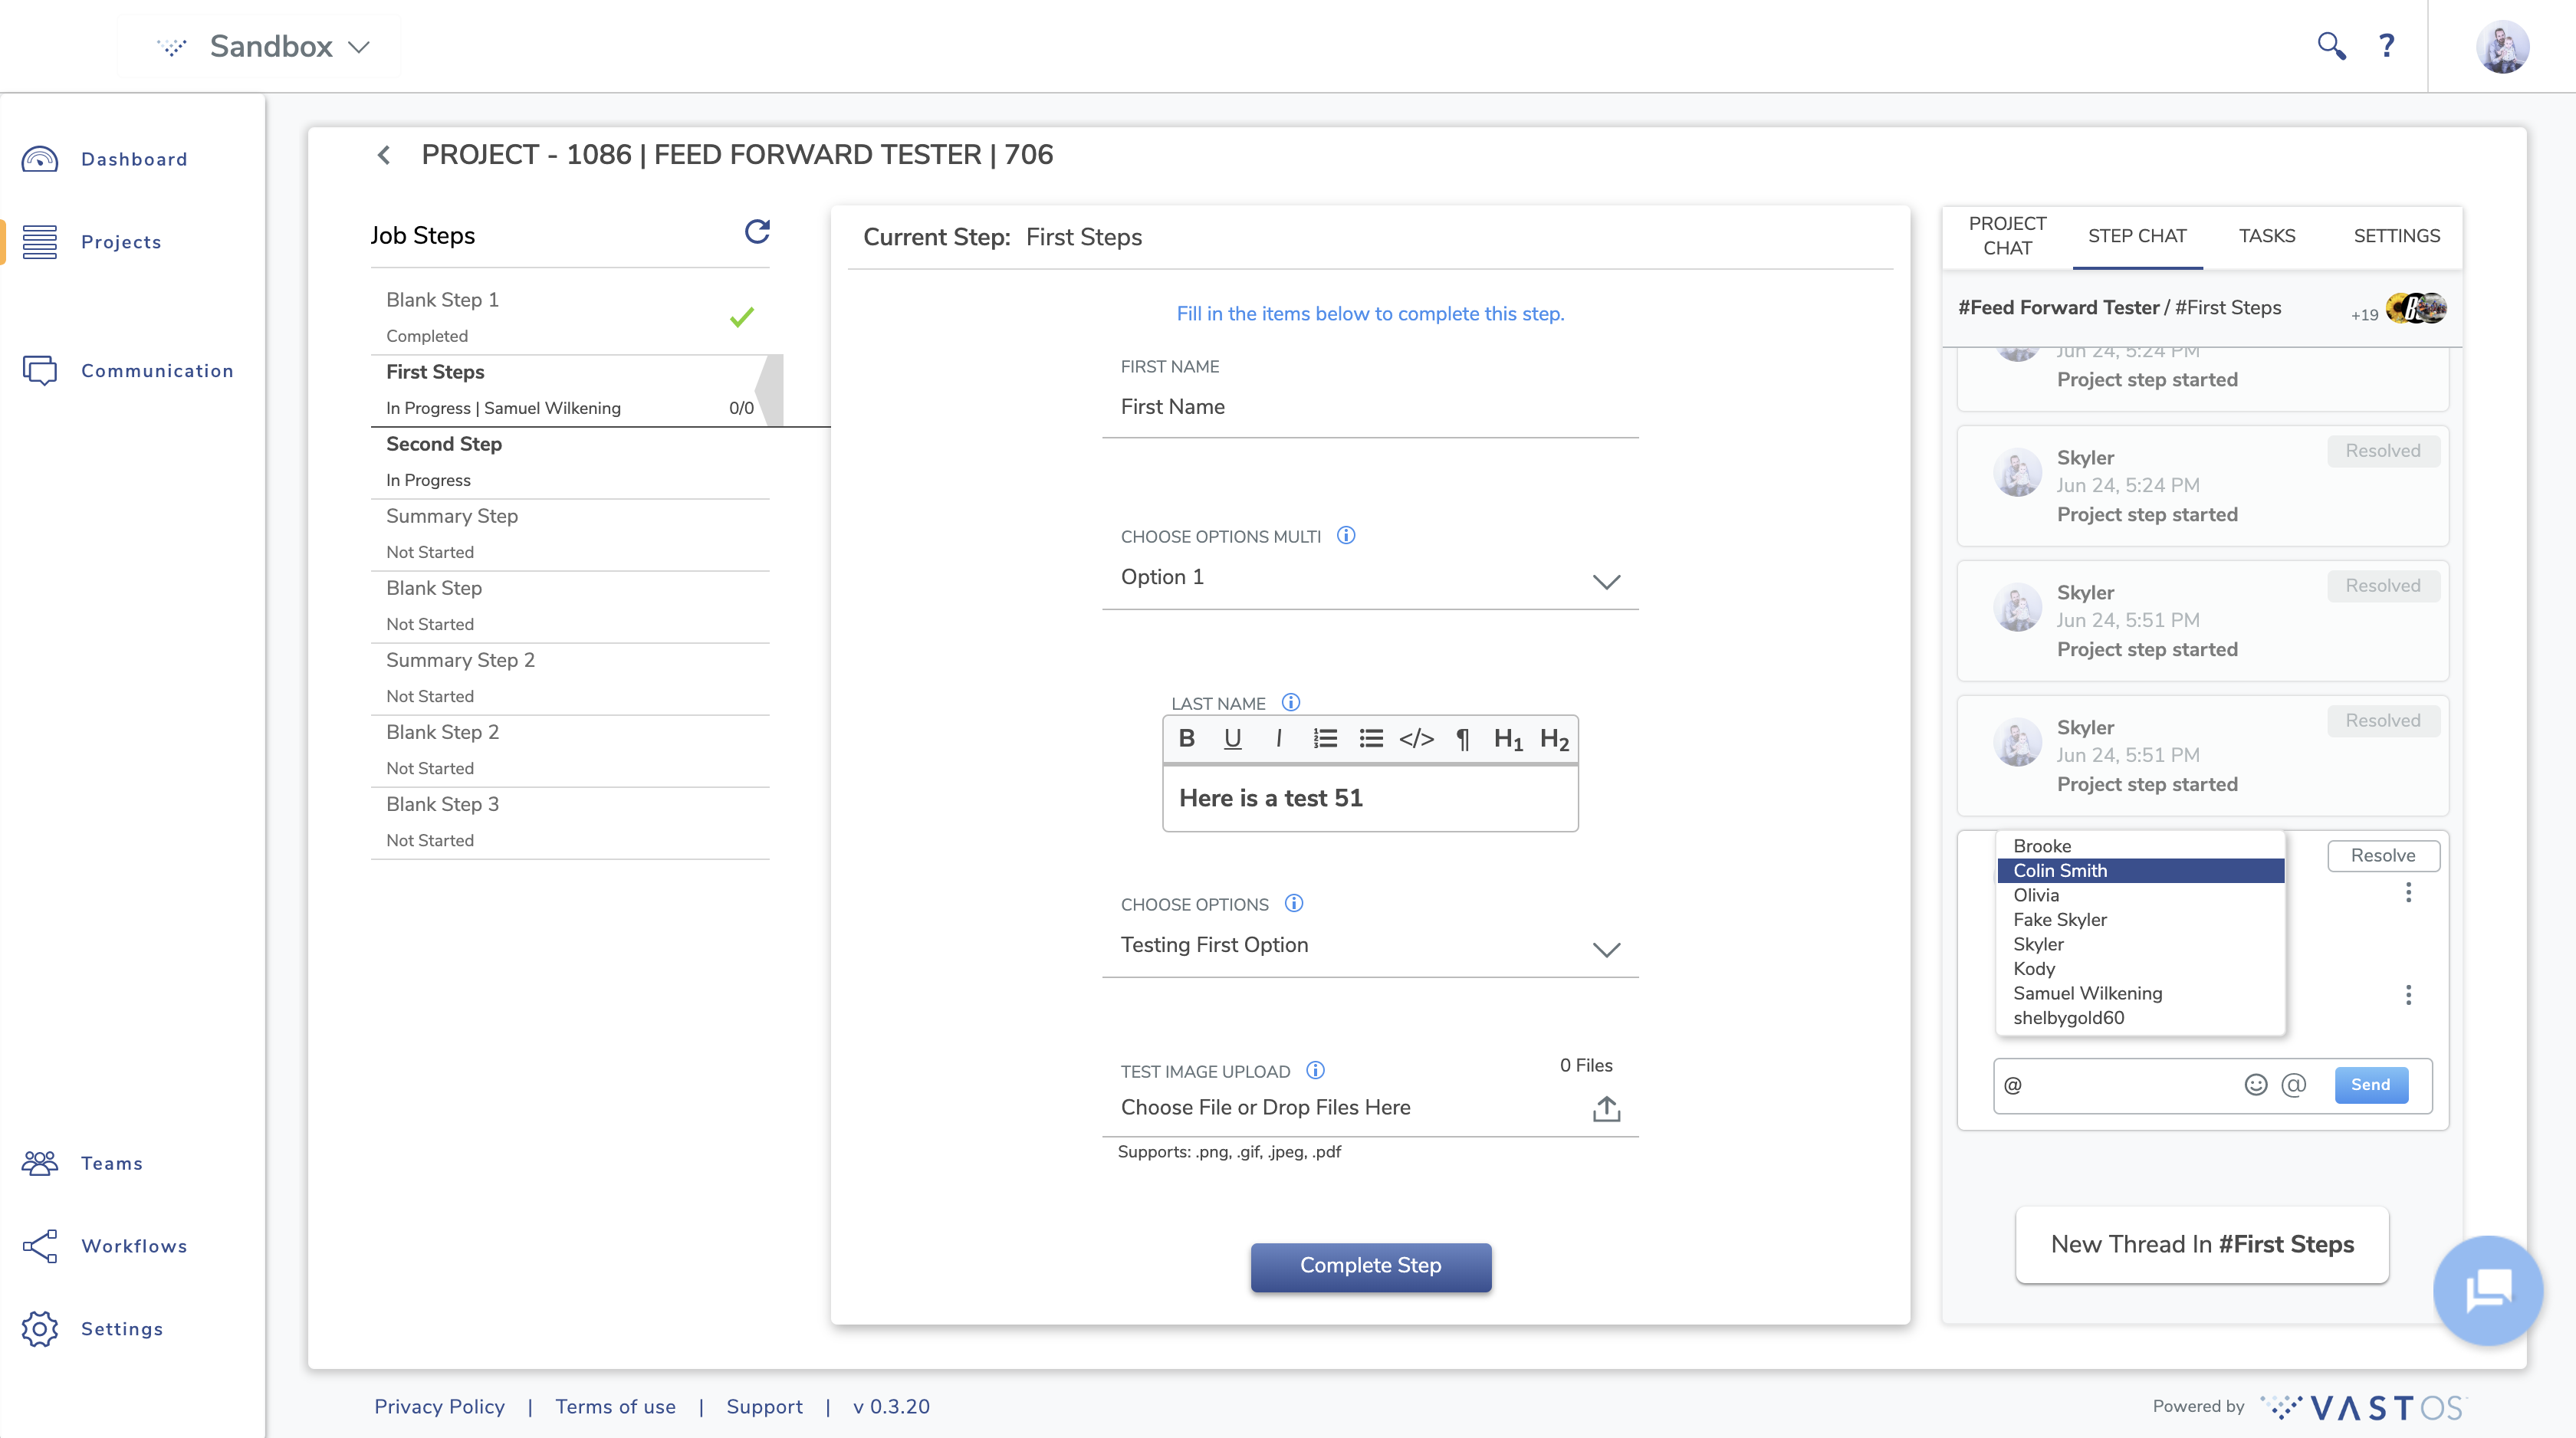 Sandbox
?
Dashboard
Projects
Communication
Teams
Workflows
Settings
PROJECT - 1086 | FEED FORWARD TESTER | 706
Job Steps
Blank Step 1
Completed
First Steps
In Progress | Samuel Wilkening 0/0
Second Step
In Progress
Summary Step
Not Started
Blank Step
Not Started
Summary Step 2
Not Started
Blank Step 2
Not Started
Blank Step 3
Not Started
Current Step: First Steps
Fill in the items below to complete this step.
FIRST NAME
First Name
CHOOSE OPTIONS MULTI
Option 1
LAST NAME
B U I </> ¶ H1 H2
Here is a test 51
CHOOSE OPTIONS
Testing First Option
TEST IMAGE UPLOAD
0 Files
Choose File or Drop Files Here
Supports: .png, .gif, .jpeg, .pdf
Complete Step
PROJECT
CHAT
STEP CHAT
TASKS
SETTINGS
#Feed Forward Tester / #First Steps
+19
B
Jun 24, 5:24 PM
Project step started
Skyler
Resolved
Jun 24, 5:24 PM
Project step started
Skyler
Resolved
Jun 24, 5:51 PM
Project step started
Skyler
Resolved
Jun 24, 5:51 PM
Project step started
Resolve
Brooke
Colin Smith
Olivia
Fake Skyler
Skyler
Kody
Samuel Wilkening
shelbygold60
@
@
Send
New Thread In #First Steps
Privacy Policy | Terms of use | Support | v 0.3.20
Powered by VASTOS